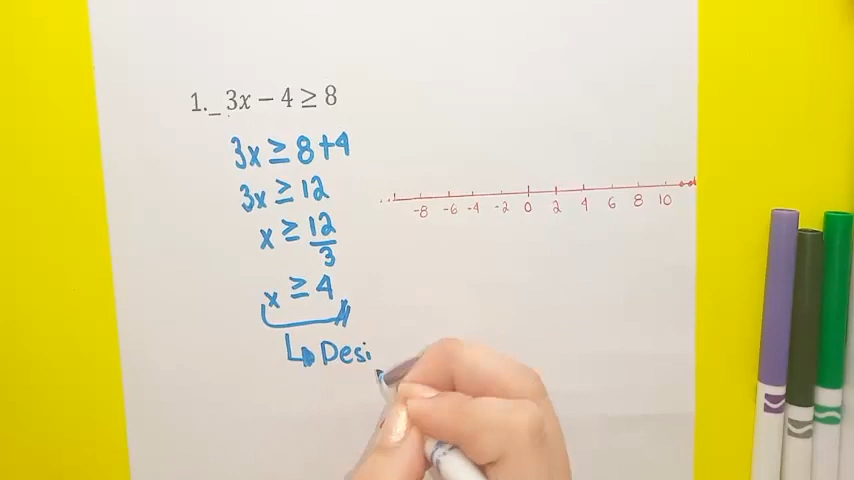 1._ 3x − 4 ≥ 8
3x ≥ 8+4
3x ≥ 12
x ≥ 12/3
x ≥ 4
Desi
-8 -6 -4 -2 0 2 4 6 8 10